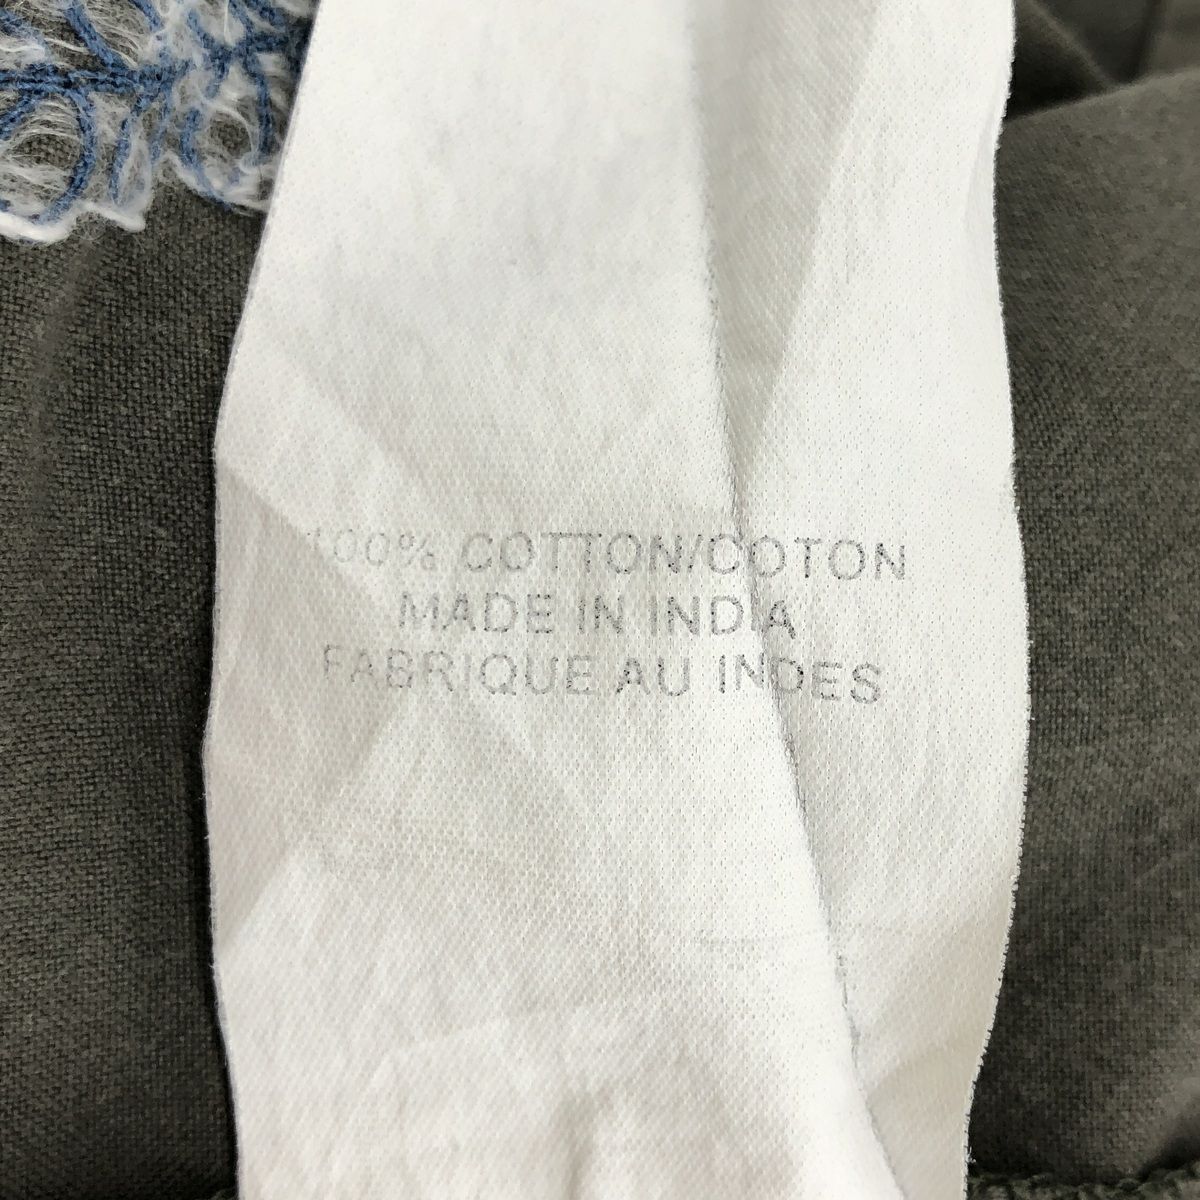 100% COTTON/COTON
MADE IN INDIA
FABRIQUE AU INDES